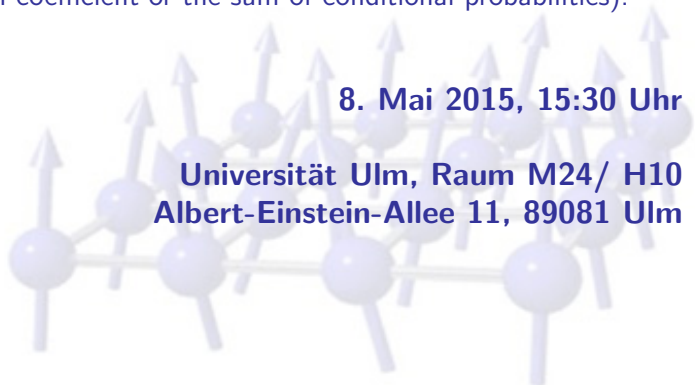 coefficient or the sum of conditional probabilities).
8. Mai 2015, 15:30 Uhr
Universität Ulm, Raum M24/ H10
Albert-Einstein-Allee 11, 89081 Ulm